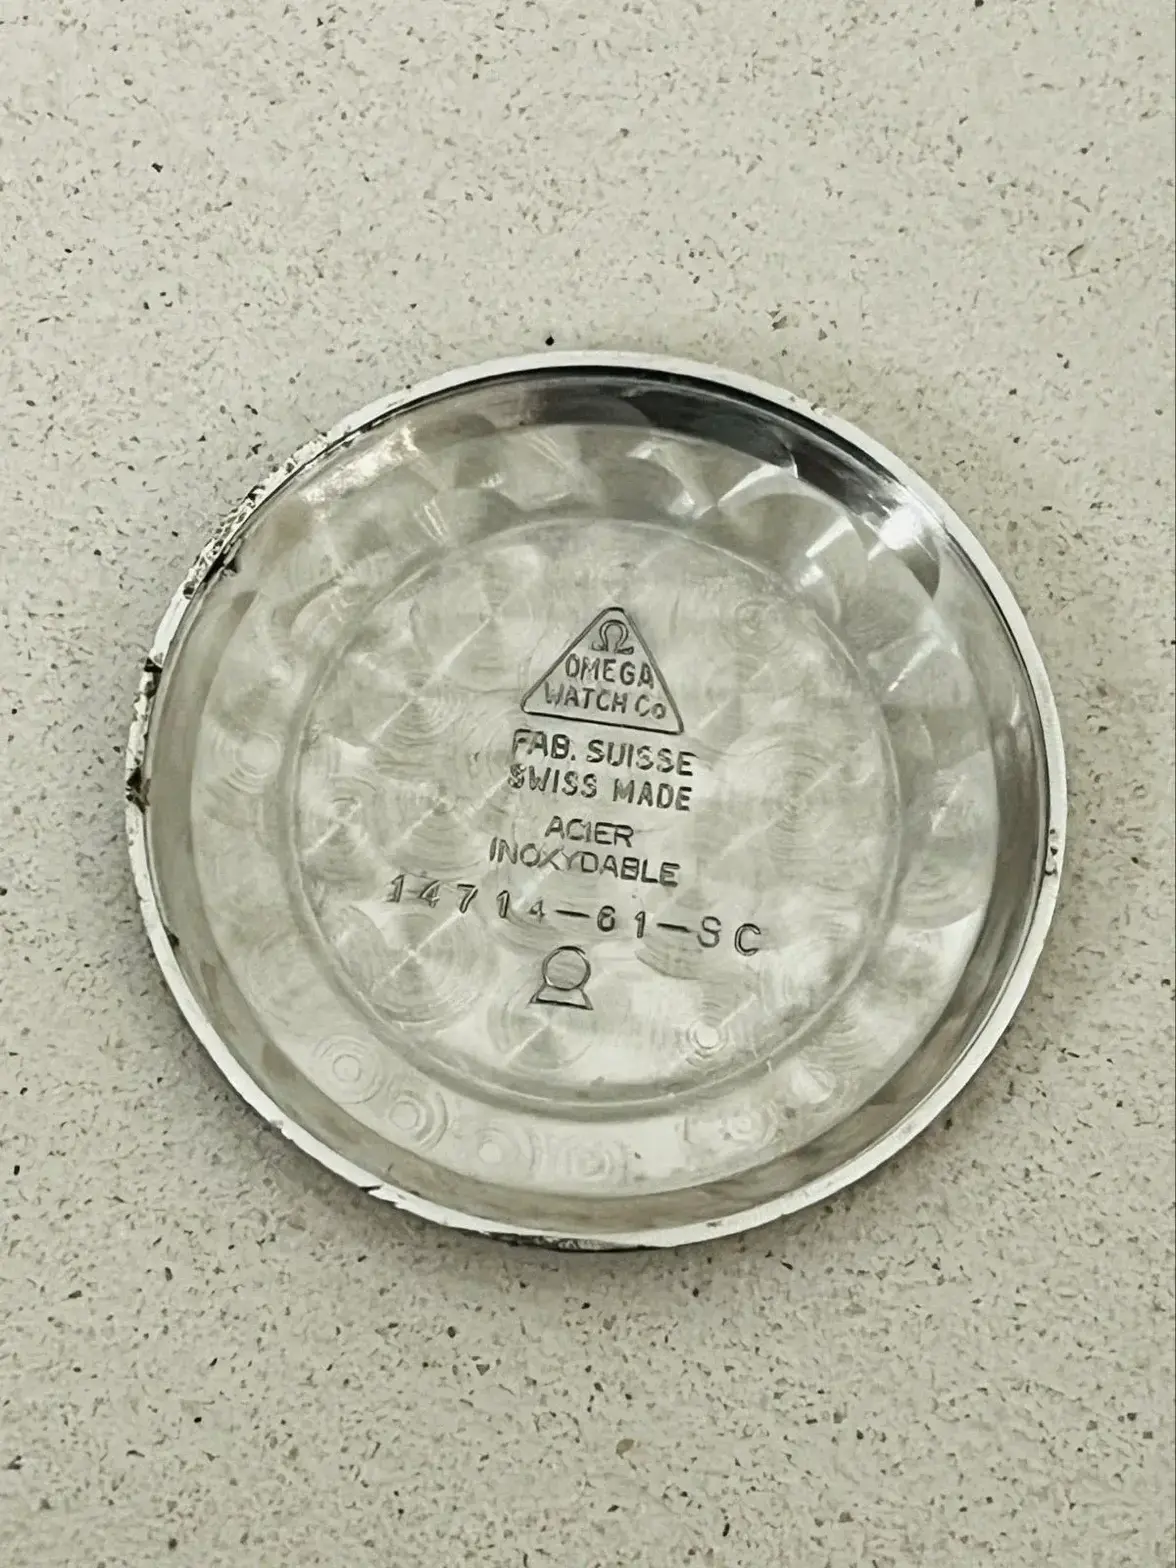 Ω
OMEGA
WATCH Co
FAB. SUISSE
SWISS MADE
ACIER
INOXYDABLE
14714-61-SC